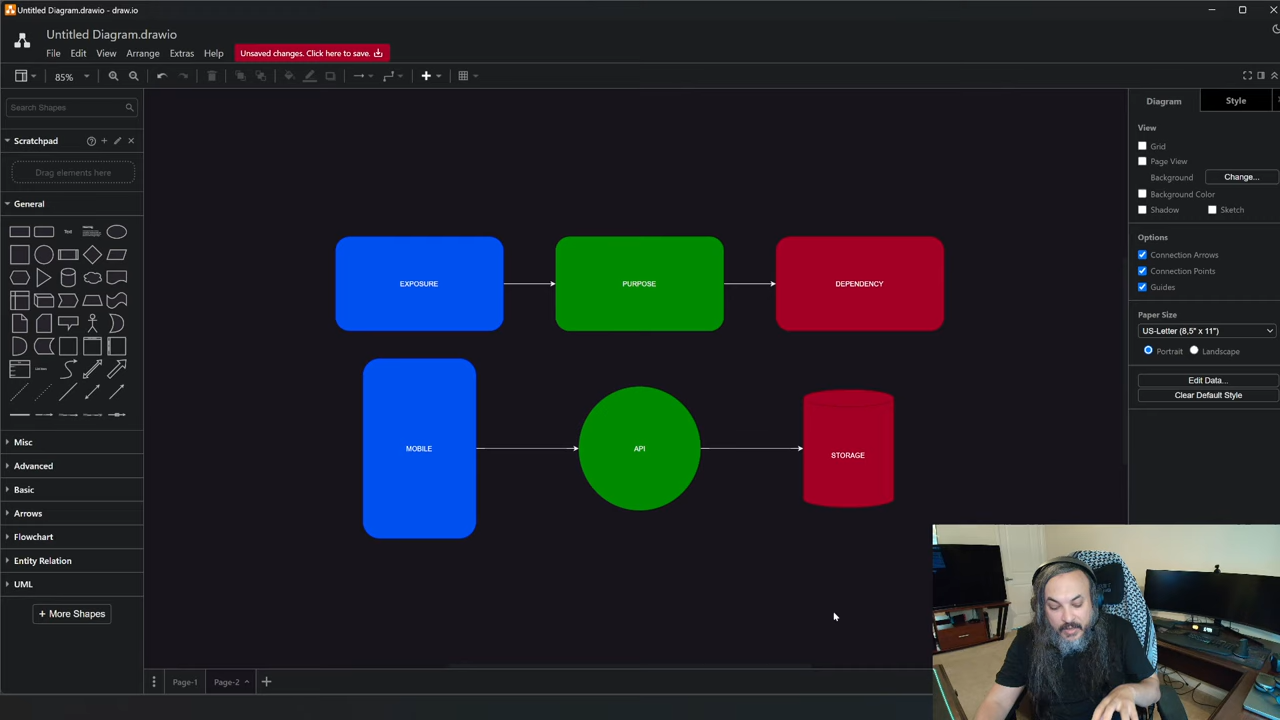 Untitled Diagram.drawio - draw.io
Untitled Diagram.drawio
File Edit View Arrange Extras Help
Unsaved changes. Click here to save.
85%
Search Shapes
Scratchpad
Drag elements here
General
Text
Misc
Advanced
Basic
Arrows
Flowchart
Entity Relation
UML
+ More Shapes
EXPOSURE
PURPOSE
DEPENDENCY
MOBILE
API
STORAGE
Page-1
Page-2
Diagram
Style
View
Grid
Page View
Background
Change...
Background Color
Shadow
Sketch
Options
Connection Arrows
Connection Points
Guides
Paper Size
US-Letter (8,5" x 11")
Portrait
Landscape
Edit Data...
Clear Default Style